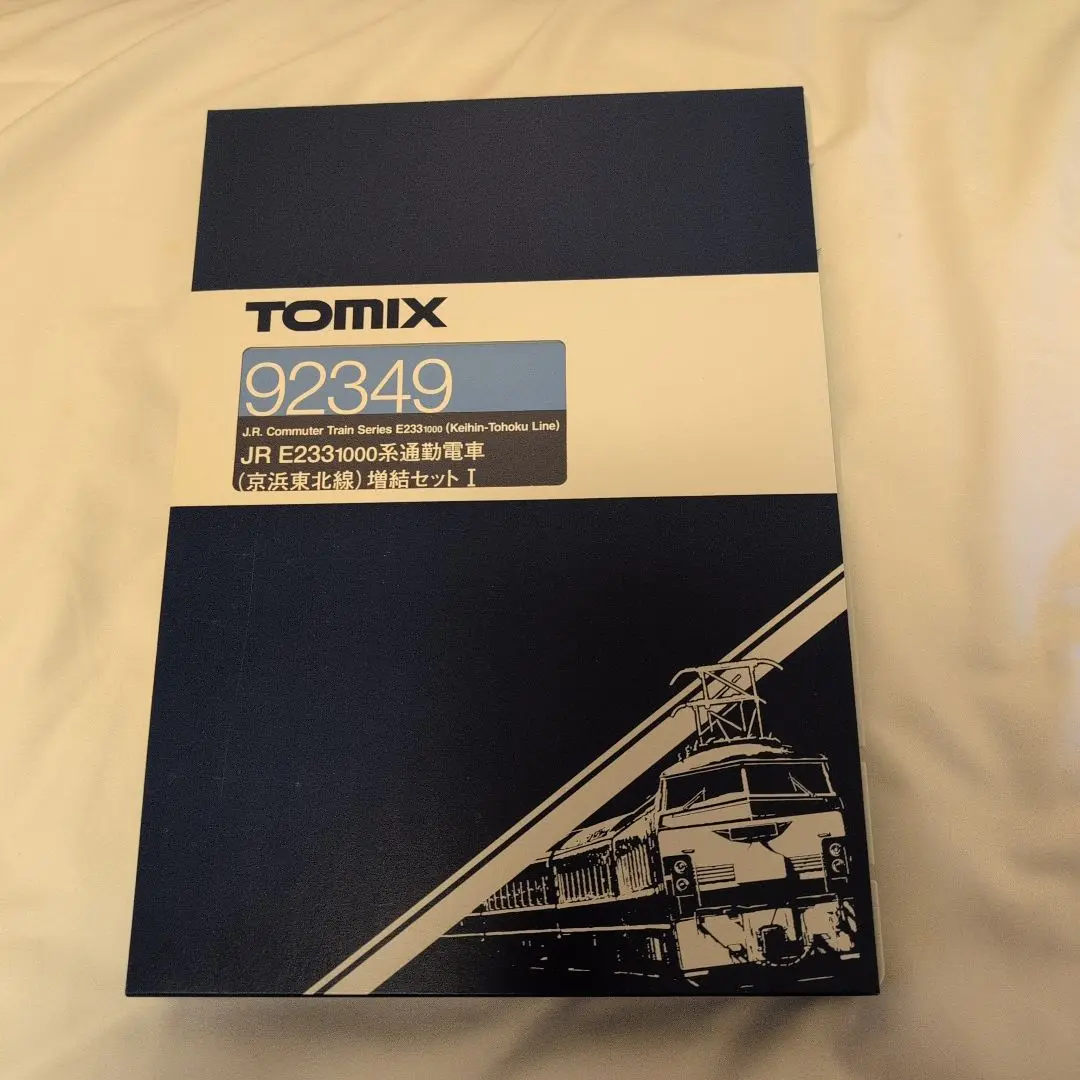 TOMIX
92349
J.R. Commuter Train Series E2331000 (Keihin-Tohoku Line)
JR E2331000系通勤電車
(京浜東北線) 増結セット I